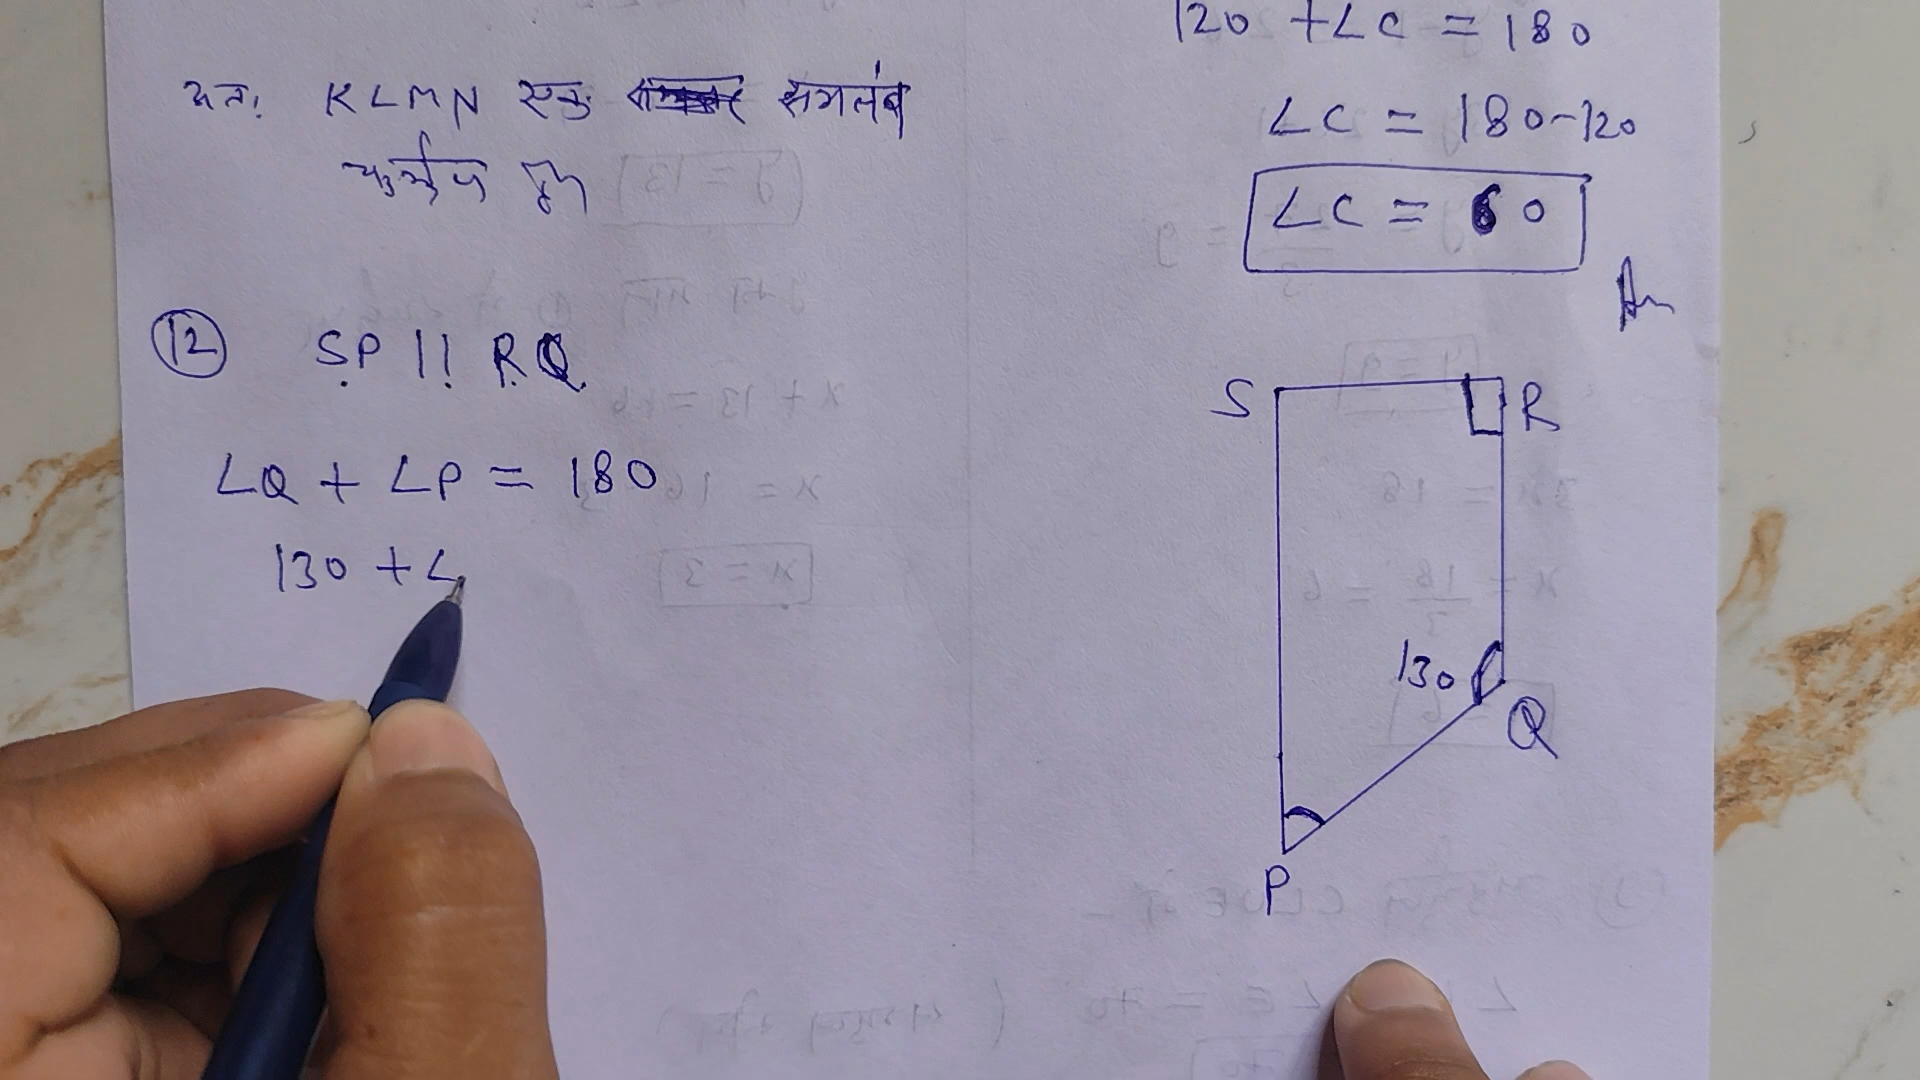 120 + ∠C = 180
∠C = 180-120
∠C = 60
Ans
अतः KLMN एक समलंब
चतुर्भुज है
12 SP || RQ
∠Q + ∠P = 180
130 + ∠
S R
130
Q
P